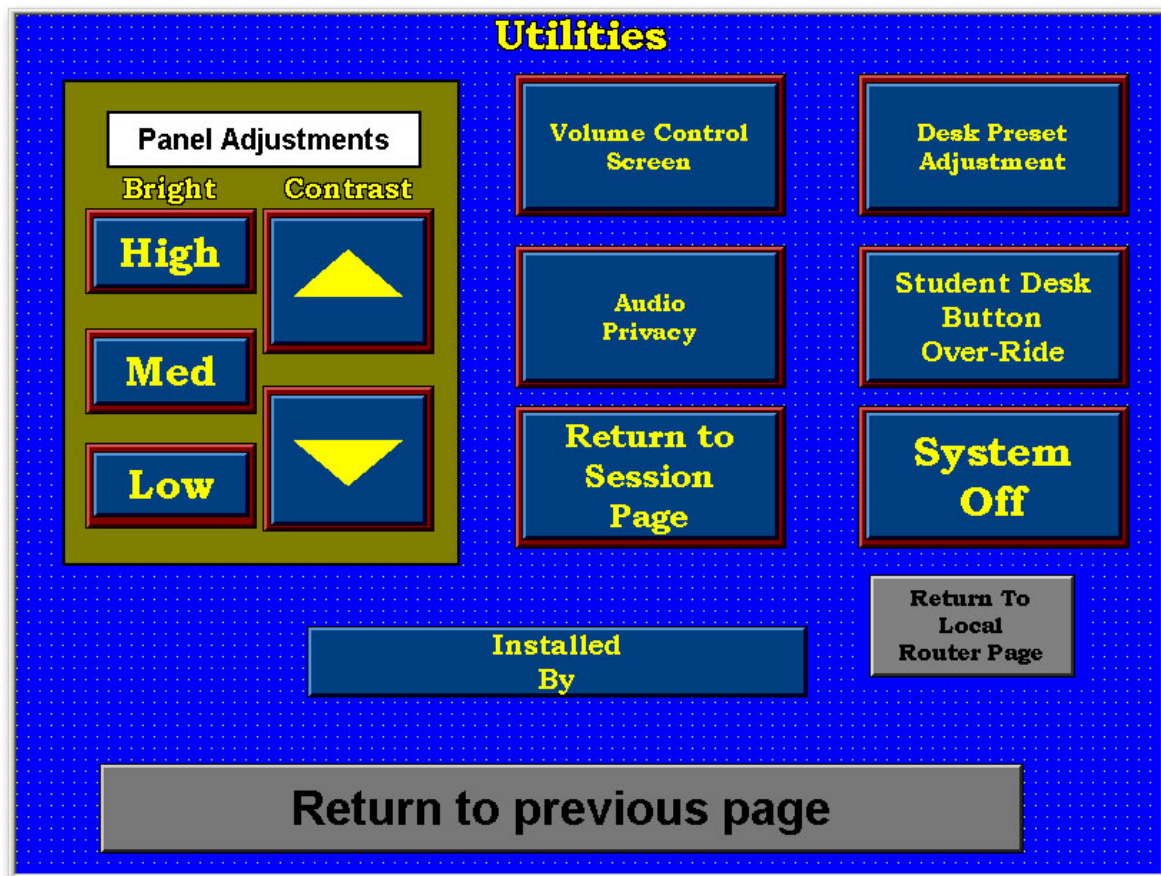 Utilities
Panel Adjustments
Bright
Contrast
High
Med
Low
Volume Control
Screen
Desk Preset
Adjustment
Audio
Privacy
Student Desk
Button
Over-Ride
Return to
Session
Page
System
Off
Return To
Local
Router Page
Installed
By
Return to previous page